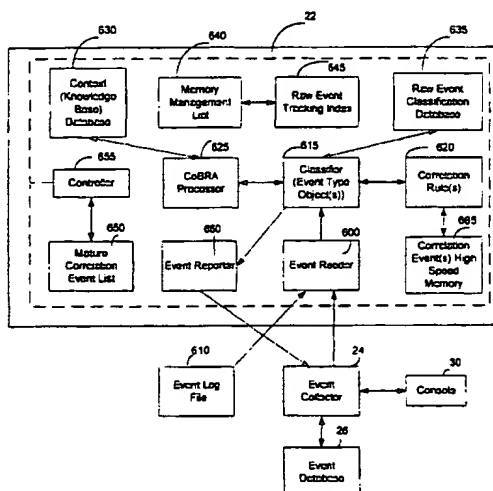 630
22
640
645
635
Context
(Knowledge
Base)
Database
Memory
Management
List
Raw Event
Tracking Index
Raw Event
Classification
Database
655
625
615
620
Controller
CoBRA
Processor
Classifier
(Event Type
Object(s))
Correlation
Rule(s)
650
660
600
665
Mature
Correlation
Event List
Event Reporter
Event Reader
Correlation
Event(s) High
Speed
Memory
610
24
30
Event Log
File
Event
Collector
Console
26
Event
Database